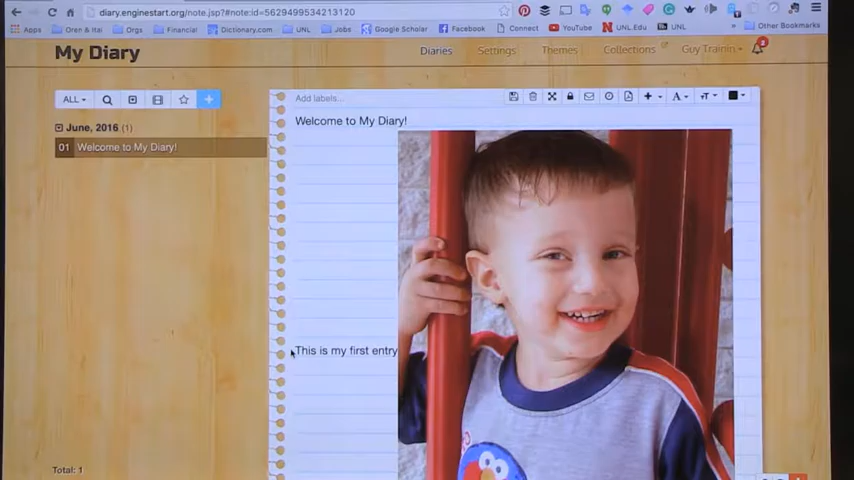 diary.enginestart.org/note.jsp?#note:id=5629499534213120
Apps Oren & Itai Orgs Financial UNL Jobs Dictionary.com Google Scholar Facebook Connect YouTube UNL.Edu UNL Other Bookmarks
My Diary
Diaries Settings Themes Collections Guy Trainin
ALL
Add labels...
Welcome to My Diary!
June, 2016 (1)
01 Welcome to My Diary!
This is my first entry
Total: 1